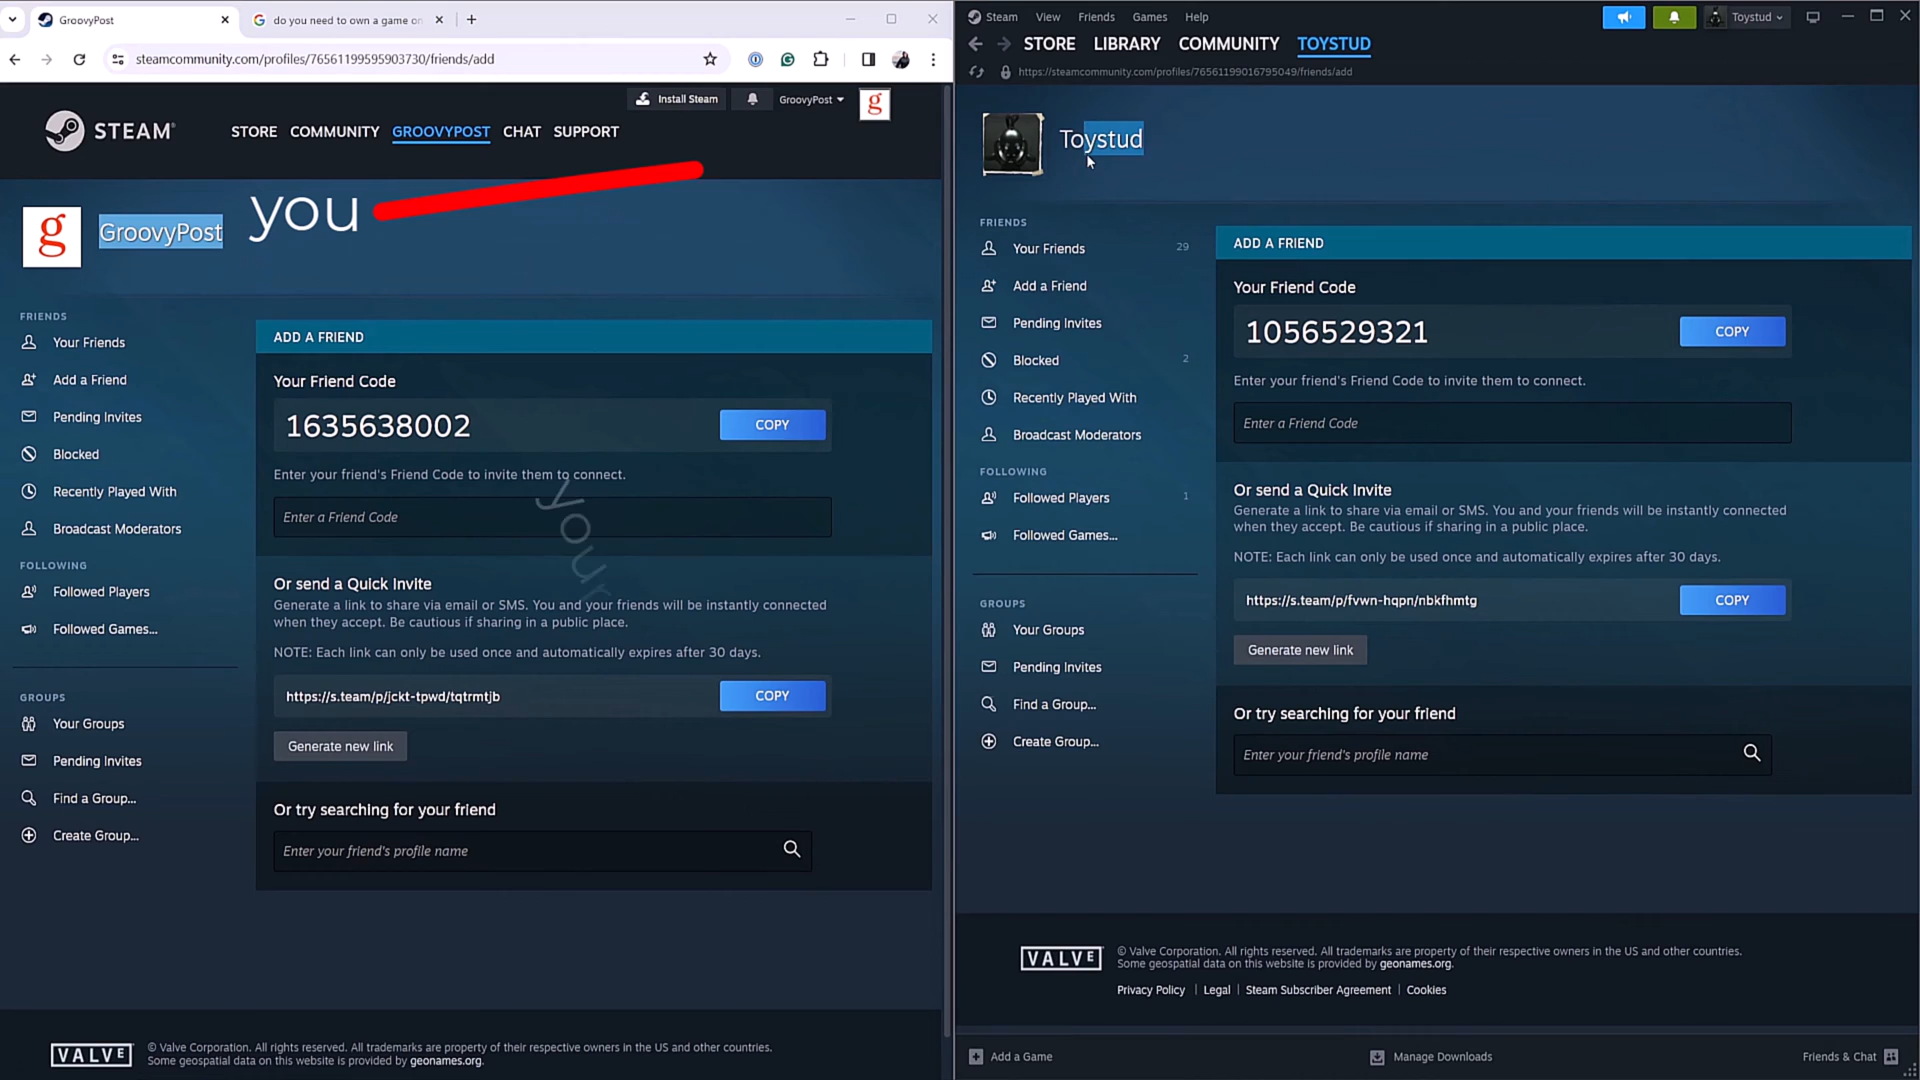 GroovyPost
do you need to own a game on
steamcommunity.com/profiles/76561199595903730/friends/add
Install Steam
GroovyPost
g
STEAM
STORE COMMUNITY GROOVYPOST CHAT SUPPORT
g
GroovyPost
you
FRIENDS
Your Friends
Add a Friend
Pending Invites
Blocked
Recently Played With
Broadcast Moderators
FOLLOWING
Followed Players
Followed Games...
GROUPS
Your Groups
Pending Invites
Find a Group...
Create Group...
ADD A FRIEND
Your Friend Code
1635638002
COPY
Enter your friend's Friend Code to invite them to connect.
Enter a Friend Code
your
Or send a Quick Invite
Generate a link to share via email or SMS. You and your friends will be instantly connected
when they accept. Be cautious if sharing in a public place.
NOTE: Each link can only be used once and automatically expires after 30 days.
https://s.team/p/jckt-tpwd/tqtrmtjb
COPY
Generate new link
Or try searching for your friend
Enter your friend's profile name
VALVE
© Valve Corporation. All rights reserved. All trademarks are property of their respective owners in the US and other countries.
Some geospatial data on this website is provided by geonames.org.
Steam View Friends Games Help
Toystud
STORE LIBRARY COMMUNITY TOYSTUD
https://steamcommunity.com/profiles/76561199016795049/friends/add
Toystud
FRIENDS
Your Friends 29
Add a Friend
Pending Invites
Blocked 2
Recently Played With
Broadcast Moderators
FOLLOWING
Followed Players 1
Followed Games...
GROUPS
Your Groups
Pending Invites
Find a Group...
Create Group...
ADD A FRIEND
Your Friend Code
1056529321
COPY
Enter your friend's Friend Code to invite them to connect.
Enter a Friend Code
Or send a Quick Invite
Generate a link to share via email or SMS. You and your friends will be instantly connected
when they accept. Be cautious if sharing in a public place.
NOTE: Each link can only be used once and automatically expires after 30 days.
https://s.team/p/fvwn-hqpn/nbkfhmtg
COPY
Generate new link
Or try searching for your friend
Enter your friend's profile name
VALVE
© Valve Corporation. All rights reserved. All trademarks are property of their respective owners in the US and other countries.
Some geospatial data on this website is provided by geonames.org.
Privacy Policy | Legal | Steam Subscriber Agreement | Cookies
Add a Game
Manage Downloads
Friends & Chat